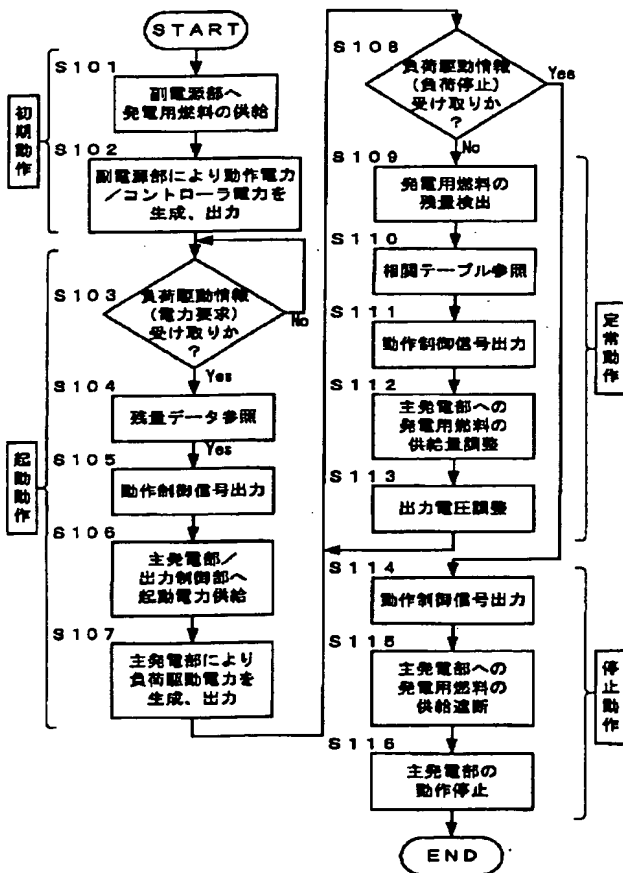 START
S101
副電源部へ
発電用燃料の供給
S102
副電源部により動作電力
/コントローラ電力を
生成、出力
初期動作
S103
負荷駆動情報
(電力要求)
受け取りか
?
No
Yes
S104
残量データ参照
Yes
S105
動作制御信号出力
S106
主発電部/
出力制御部へ
起動電力供給
S107
主発電部により
負荷駆動電力を
生成、出力
起動動作
S108
負荷駆動情報
(負荷停止)
受け取りか
?
Yes
No
S109
発電用燃料の
残量検出
S110
相関テーブル参照
S111
動作制御信号出力
S112
主発電部への
発電用燃料の
供給量調整
S113
出力電圧調整
定常動作
S114
動作制御信号出力
S115
主発電部への
発電用燃料の
供給遮断
S116
主発電部の
動作停止
停止動作
END